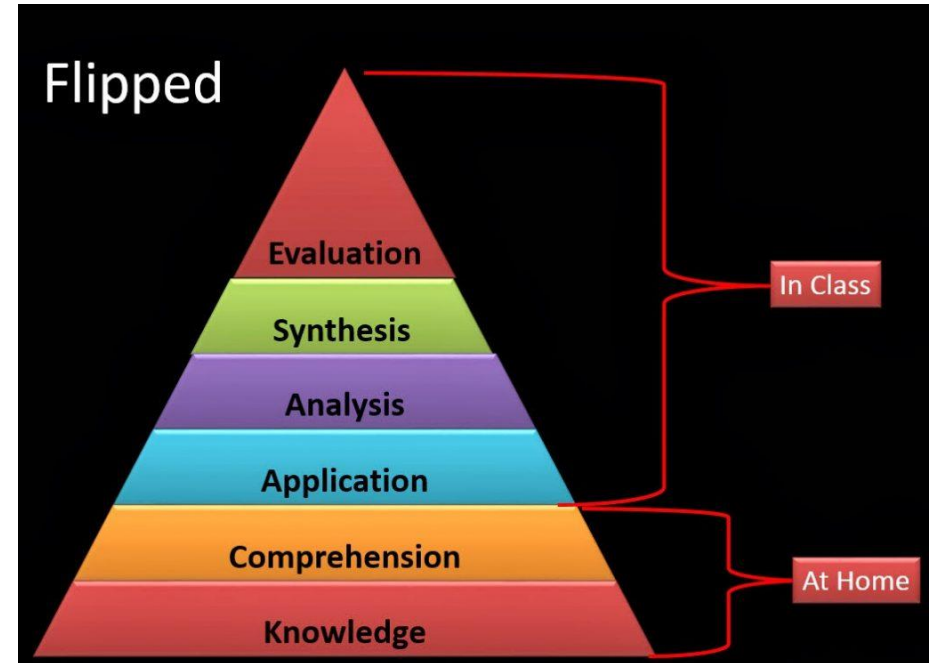 Flipped
Evaluation
Synthesis
Analysis
Application
Comprehension
Knowledge
In Class
At Home